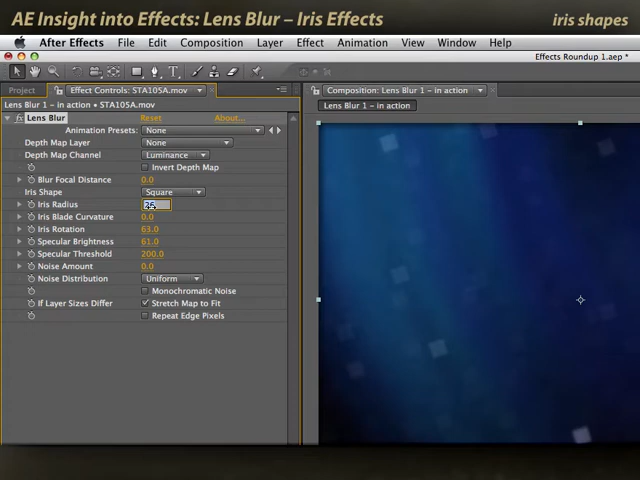 AE Insight into Effects: Lens Blur – Iris Effects iris shapes
After Effects File Edit Composition Layer Effect Animation View Window Help
Effects Roundup 1.aep *
Project Effect Controls: STA105A.mov Composition: Lens Blur 1 – in action
Lens Blur 1 – in action • STA105A.mov Lens Blur 1 – in action
fx Lens Blur Reset About...
Animation Presets: None
Depth Map Layer None
Depth Map Channel Luminance
Invert Depth Map
Blur Focal Distance 0.0
Iris Shape Square
Iris Radius
Iris Blade Curvature 0.0
Iris Rotation 63.0
Specular Brightness 61.0
Specular Threshold 200.0
Noise Amount 0.0
Noise Distribution Uniform
Monochromatic Noise
If Layer Sizes Differ Stretch Map to Fit
Repeat Edge Pixels